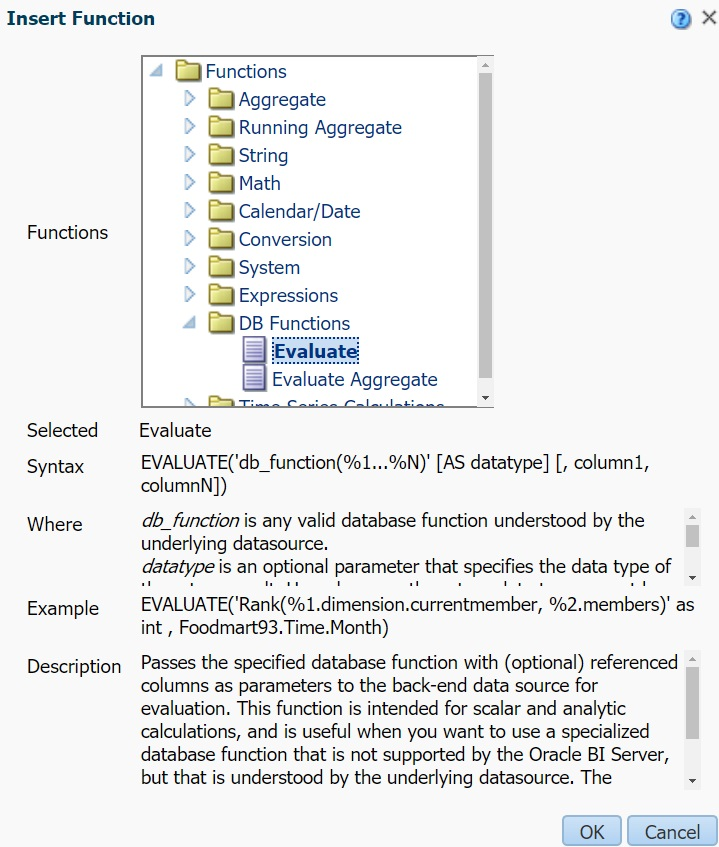 Insert Function
Functions
Functions
Aggregate
Running Aggregate
String
Math
Calendar/Date
Conversion
System
Expressions
DB Functions
Evaluate
Evaluate Aggregate
Time Series Calculations
Selected Evaluate
Syntax EVALUATE('db_function(%1...%N)' [AS datatype] [, column1,
columnN])
Where db_function is any valid database function understood by the
underlying datasource.
datatype is an optional parameter that specifies the data type of
Example EVALUATE('Rank(%1.dimension.currentmember, %2.members)' as
int , Foodmart93.Time.Month)
Description Passes the specified database function with (optional) referenced
columns as parameters to the back-end data source for
evaluation. This function is intended for scalar and analytic
calculations, and is useful when you want to use a specialized
database function that is not supported by the Oracle BI Server,
but that is understood by the underlying datasource. The
OK Cancel